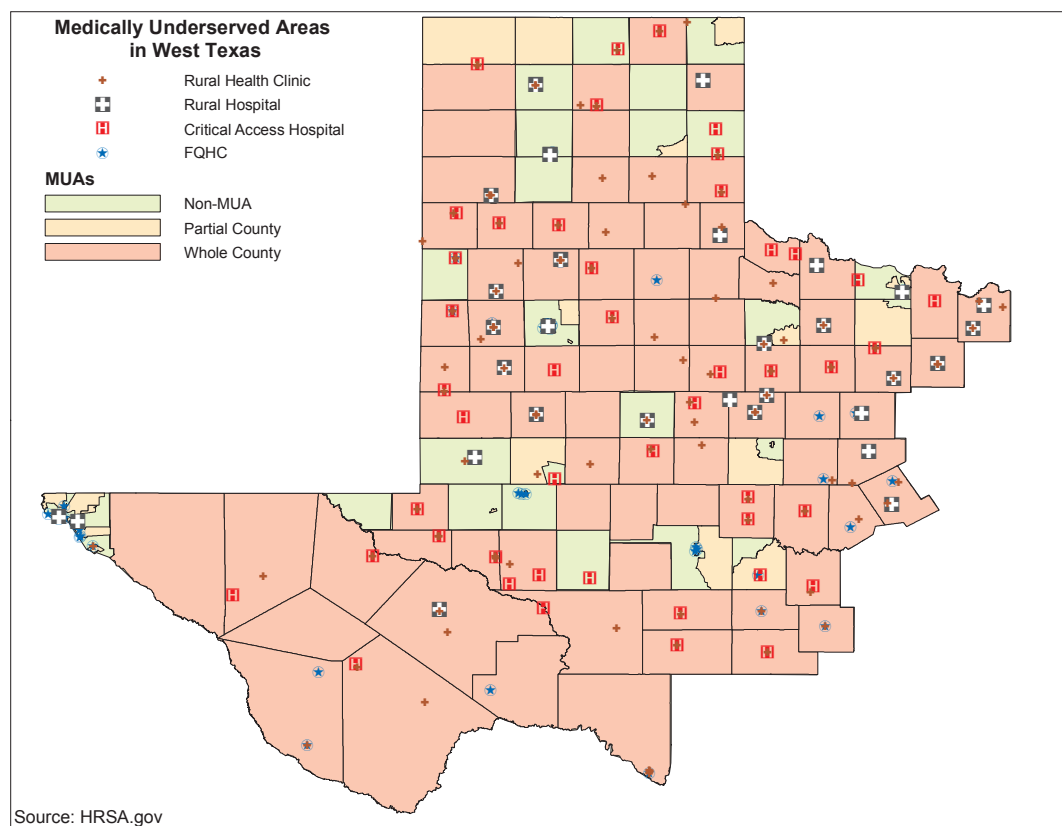 Medically Underserved Areas
in West Texas
Rural Health Clinic
Rural Hospital
Critical Access Hospital
FQHC
MUAs
Non-MUA
Partial County
Whole County
Source: HRSA.gov